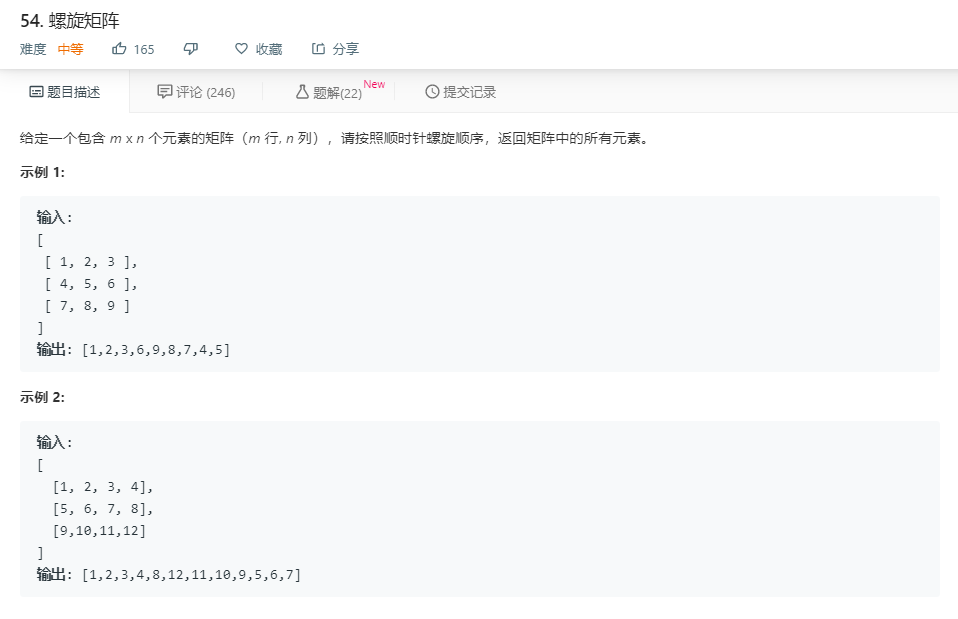 54. 螺旋矩阵
难度 中等 165 收藏 分享
题目描述 评论 (246) 题解(22) New 提交记录
给定一个包含 m x n 个元素的矩阵（m 行, n 列），请按照顺时针螺旋顺序，返回矩阵中的所有元素。
示例 1:
输入:
[
[ 1, 2, 3 ],
[ 4, 5, 6 ],
[ 7, 8, 9 ]
]
输出: [1,2,3,6,9,8,7,4,5]
示例 2:
输入:
[
[1, 2, 3, 4],
[5, 6, 7, 8],
[9,10,11,12]
]
输出: [1,2,3,4,8,12,11,10,9,5,6,7]